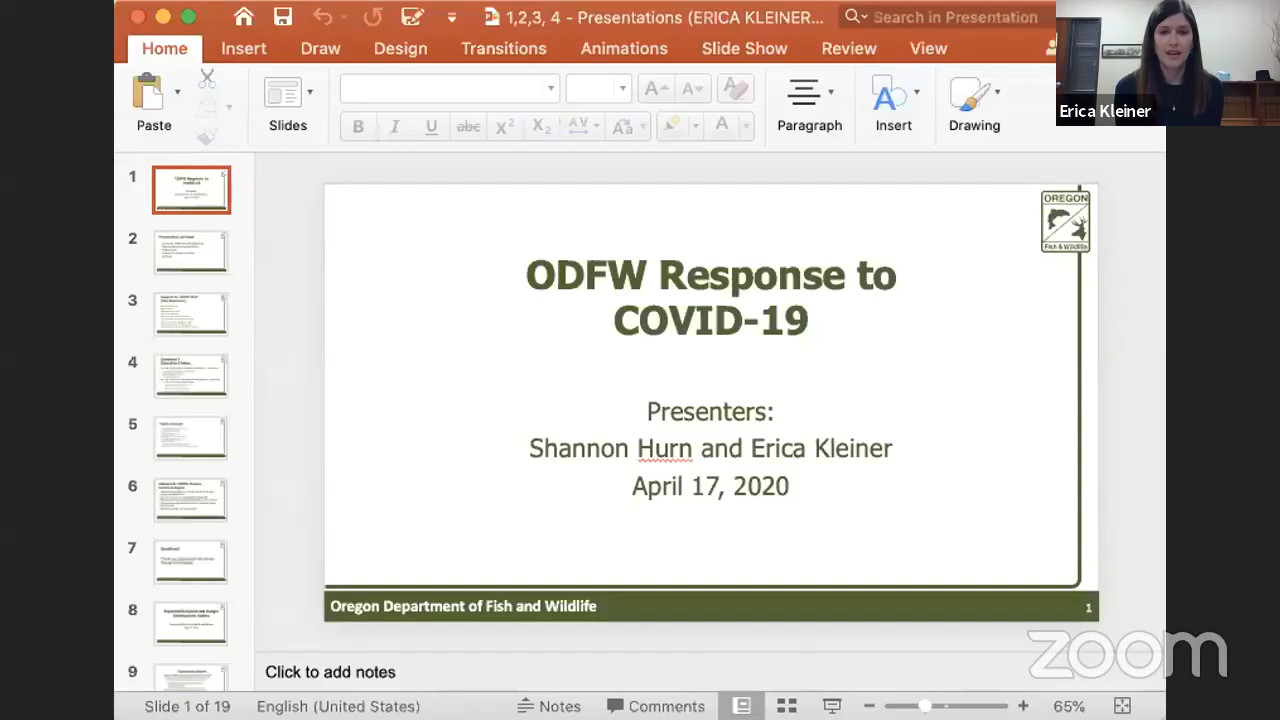 1,2,3, 4 - Presentations (ERICA KLEINER...
Search in Presentation
Home
Insert
Draw
Design
Transitions
Animations
Slide Show
Review
View
Erica Kleiner
Paste
Slides
Paragraph
Insert
Drawing
1
2
3
4
5
6
7
8
9
OREGON
Fish & Wildlife
ODFW Response to
COVID-19
Presenters:
Shannon Hurn and Erica Kleiner
April 17, 2020
Oregon Department of Fish and Wildlife
1
Click to add notes
zoom
Slide 1 of 19
English (United States)
Notes
Comments
65%